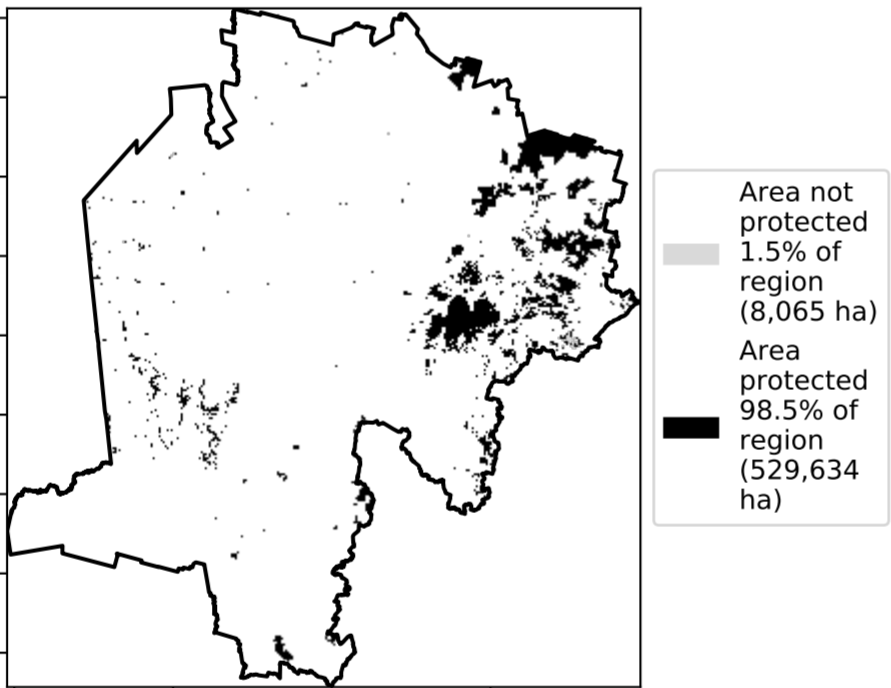 Area not
protected
1.5% of
region
(8,065 ha)
Area
protected
98.5% of
region
(529,634
ha)